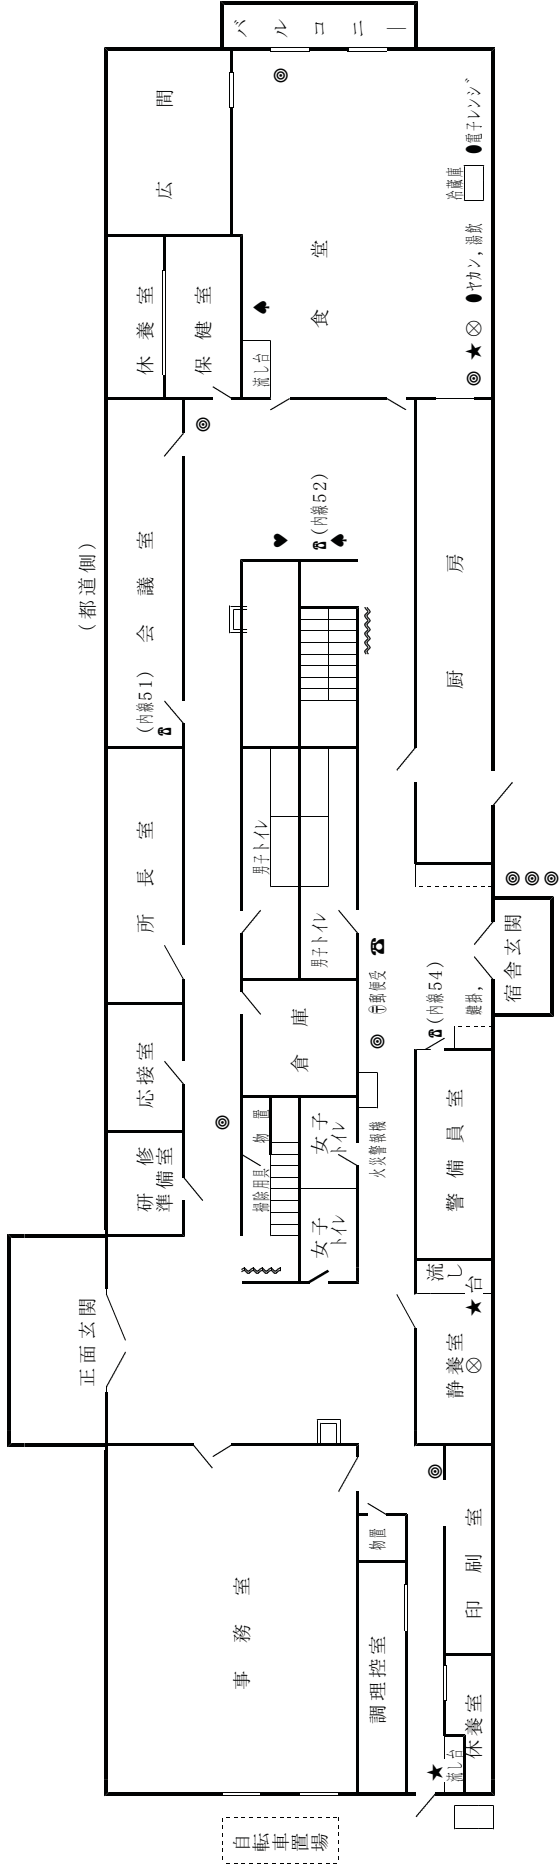 バルコニー
広間
電子レンジ
冷蔵庫
ヤカン，湯飲
食堂
休養室
保健室
流し台
(都道側)
会議室
(内線51)
(内線52)
厨房
所長室
男子トイレ
男子トイレ
倉庫
〒郵便受
(内線54)
鍵掛，
宿舎玄関
応接室
研修
準備室
物置
掃除用具
女子
トイレ
女子
トイレ
火災警報機
警備員室
流し
台
静養室
正面玄関
事務室
物置
調理控室
印刷室
休養室
流し台
自転車置場